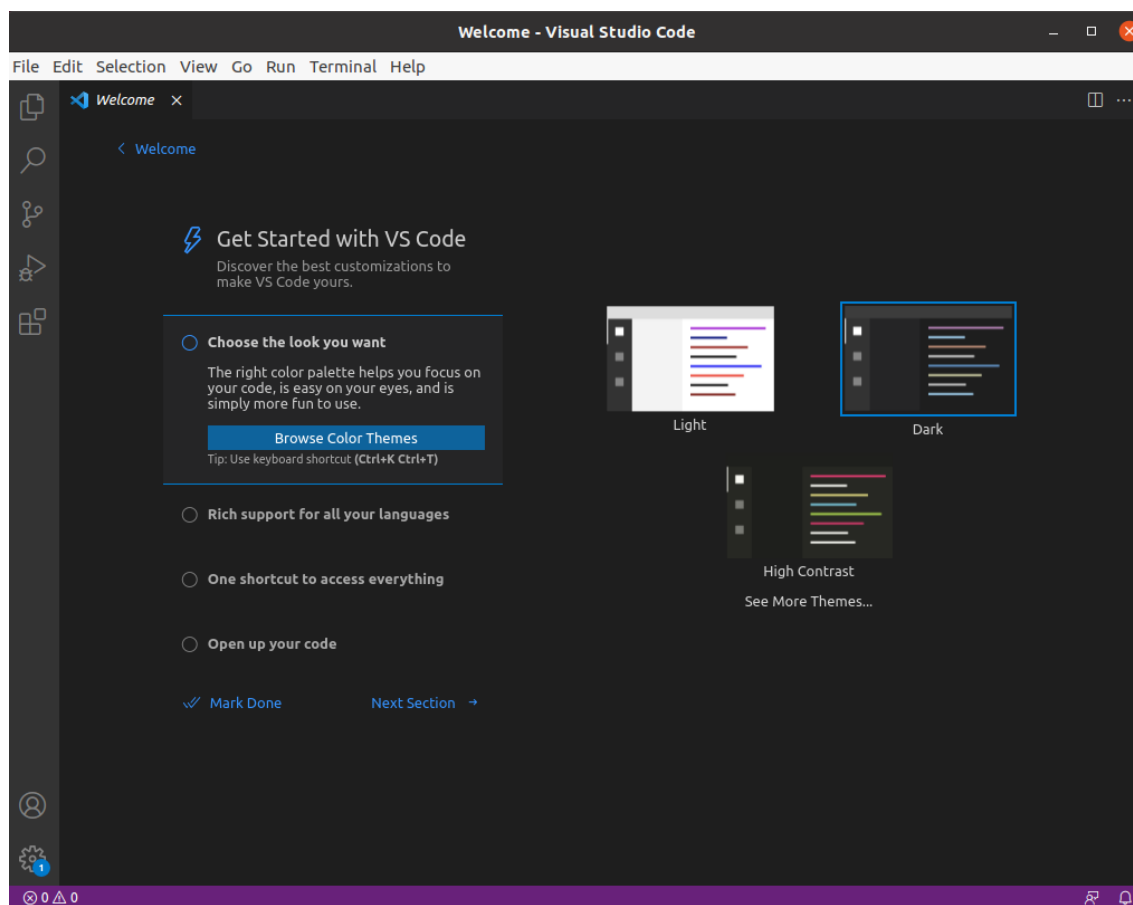 Welcome - Visual Studio Code
File Edit Selection View Go Run Terminal Help
Welcome
Welcome
Get Started with VS Code
Discover the best customizations to
make VS Code yours.
Choose the look you want
The right color palette helps you focus on
your code, is easy on your eyes, and is
simply more fun to use.
Browse Color Themes
Tip: Use keyboard shortcut (Ctrl+K Ctrl+T)
Rich support for all your languages
One shortcut to access everything
Open up your code
Mark Done
Next Section
Light
Dark
High Contrast
See More Themes...
1
0 0